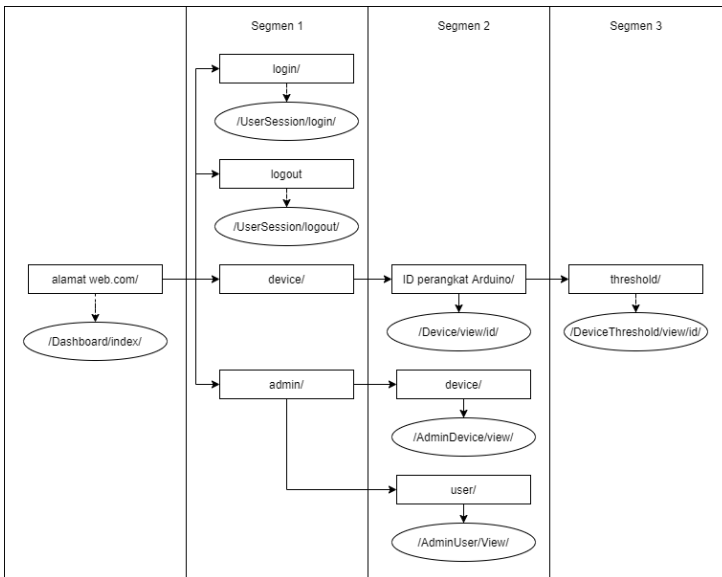 Segmen 1
Segmen 2
Segmen 3
login/
/UserSession/login/
logout
/UserSession/logout/
alamat web.com/
device/
ID perangkat Arduino/
threshold/
/Dashboard/index/
/Device/view/id/
/DeviceThreshold/view/id/
admin/
device/
/AdminDevice/view/
user/
/AdminUser/View/